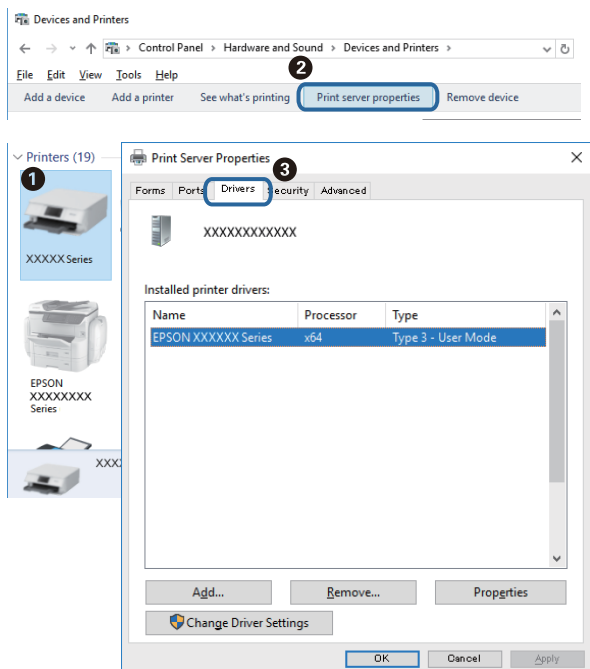 Devices and Printers
Control Panel > Hardware and Sound > Devices and Printers >
2
File Edit View Tools Help
Add a device Add a printer See what's printing Print server properties Remove device
Printers (19)
1
XXXXX Series
EPSON
XXXXXXXX
Series
XXX
Print Server Properties
3
Forms Ports Drivers Security Advanced
XXXXXXXXXXXX
Installed printer drivers:
Name Processor Type
EPSON XXXXXX Series x64 Type 3 - User Mode
Add... Remove... Properties
Change Driver Settings
OK Cancel Apply